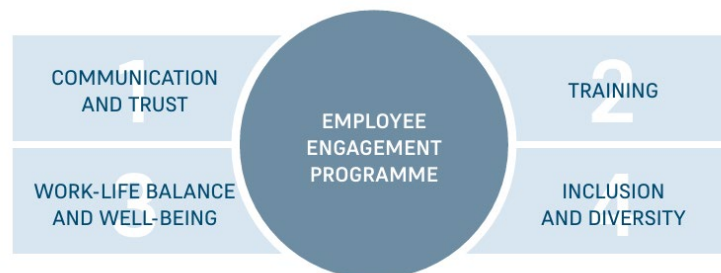 1
COMMUNICATION
AND TRUST
2
TRAINING
EMPLOYEE
ENGAGEMENT
PROGRAMME
3
WORK-LIFE BALANCE
AND WELL-BEING
4
INCLUSION
AND DIVERSITY